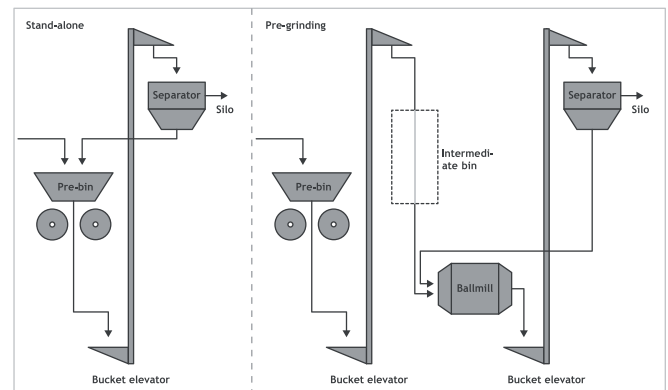 Stand-alone
Separator
Silo
Pre-bin
Bucket elevator
Pre-grinding
Separator
Silo
Intermedi-
ate bin
Pre-bin
Ballmill
Bucket elevator
Bucket elevator